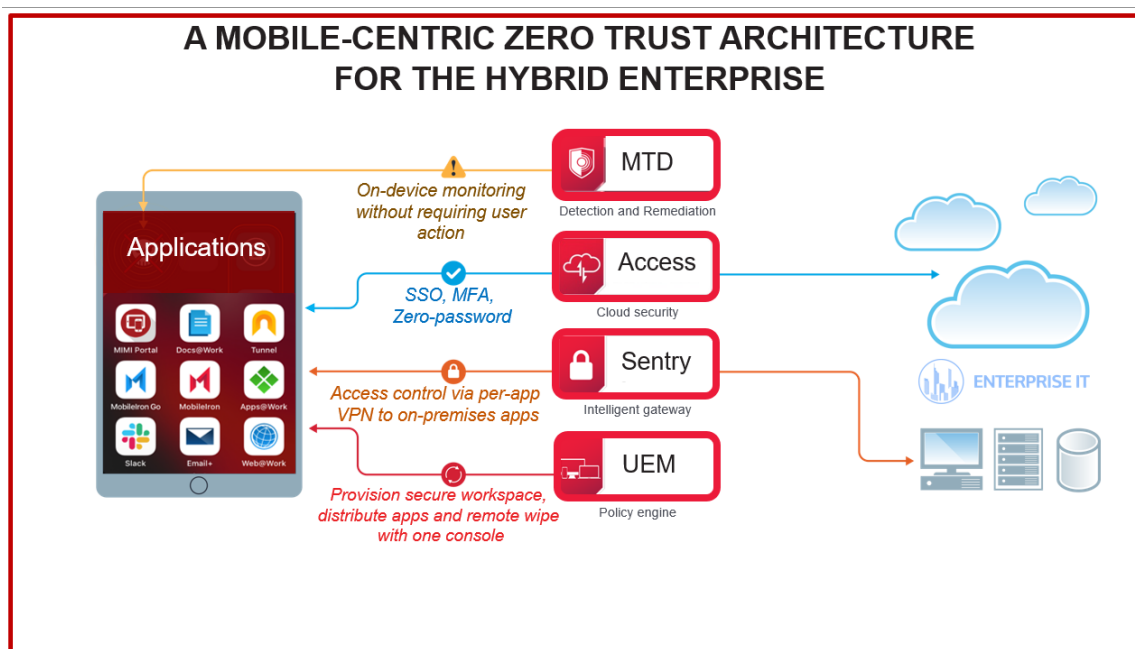 A MOBILE-CENTRIC ZERO TRUST ARCHITECTURE
FOR THE HYBRID ENTERPRISE
MTD
Detection and Remediation
On-device monitoring
without requiring user
action
Applications
Access
Cloud security
SSO, MFA,
Zero-password
Sentry
Intelligent gateway
Access control via per-app
VPN to on-premises apps
UEM
Policy engine
Provision secure workspace,
distribute apps and remote wipe
with one console
MIMI Portal
Docs@Work
Tunnel
MobileIron Go
MobileIron
Apps@Work
Slack
Email+
Web@Work
ENTERPRISE IT